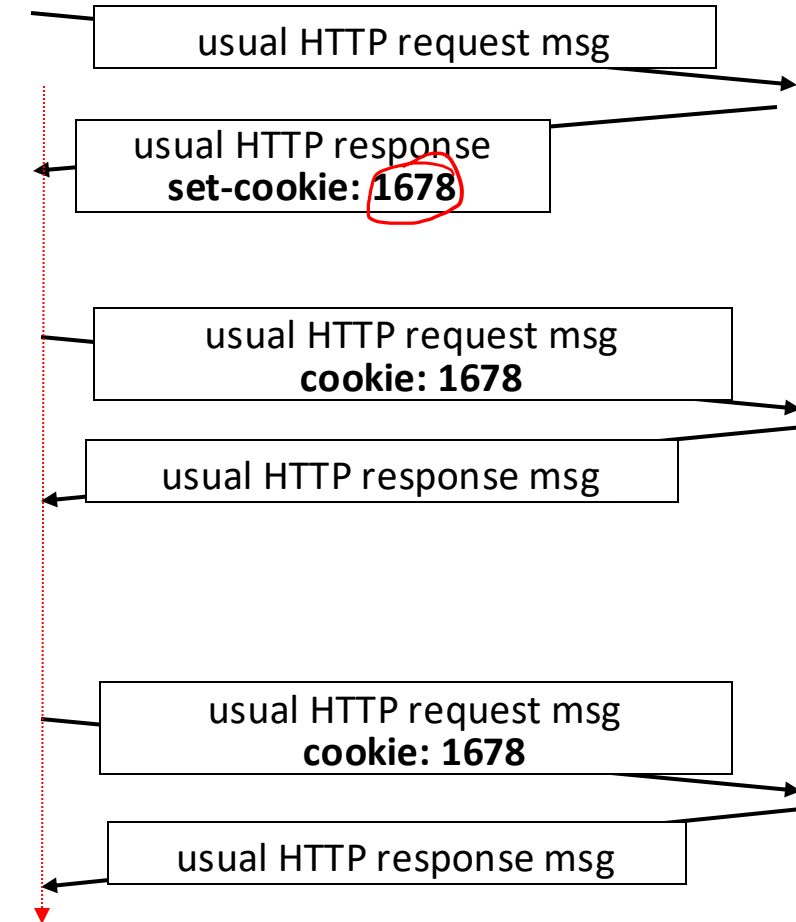 usual HTTP request msg
usual HTTP response
set-cookie: 1678
usual HTTP request msg
cookie: 1678
usual HTTP response msg
usual HTTP request msg
cookie: 1678
usual HTTP response msg